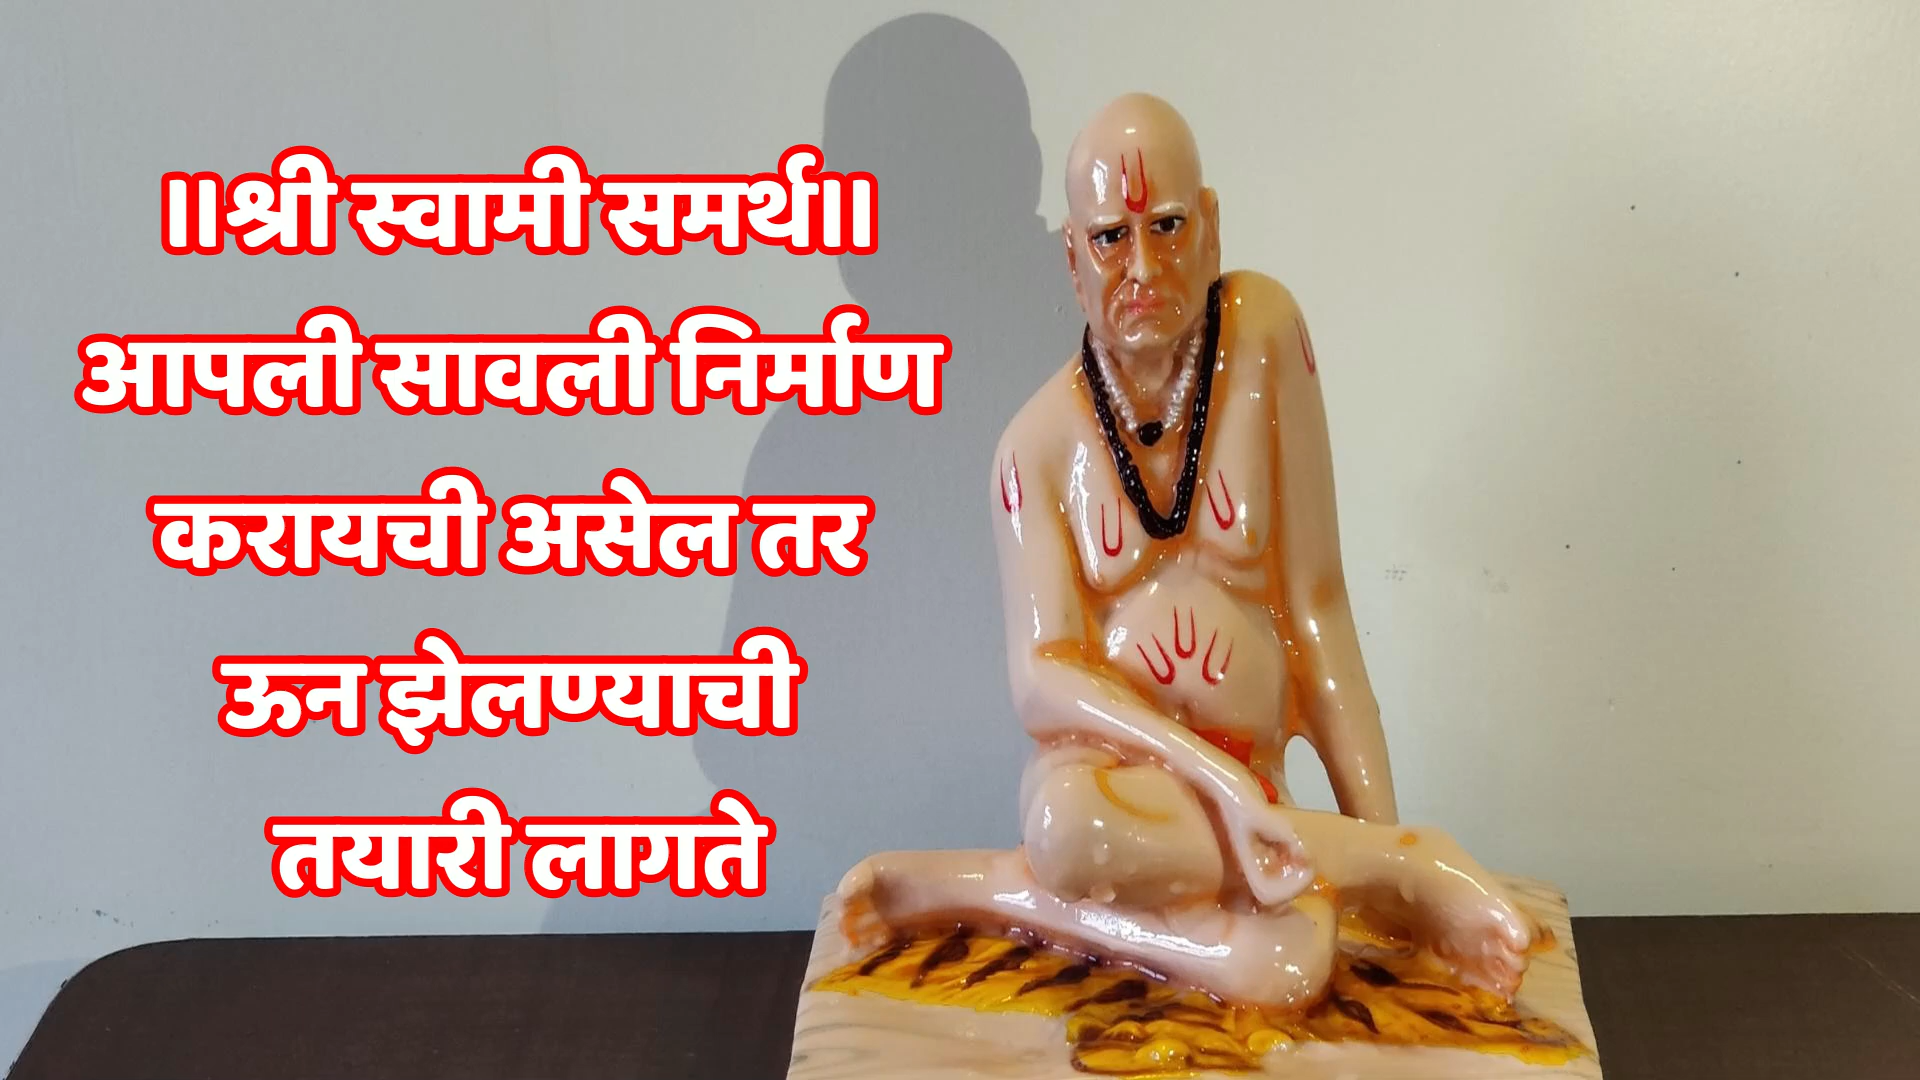 ॥श्री स्वामी समर्थ॥
आपली सावली निर्माण
करायची असेल तर
ऊन झेलण्याची
तयारी लागते